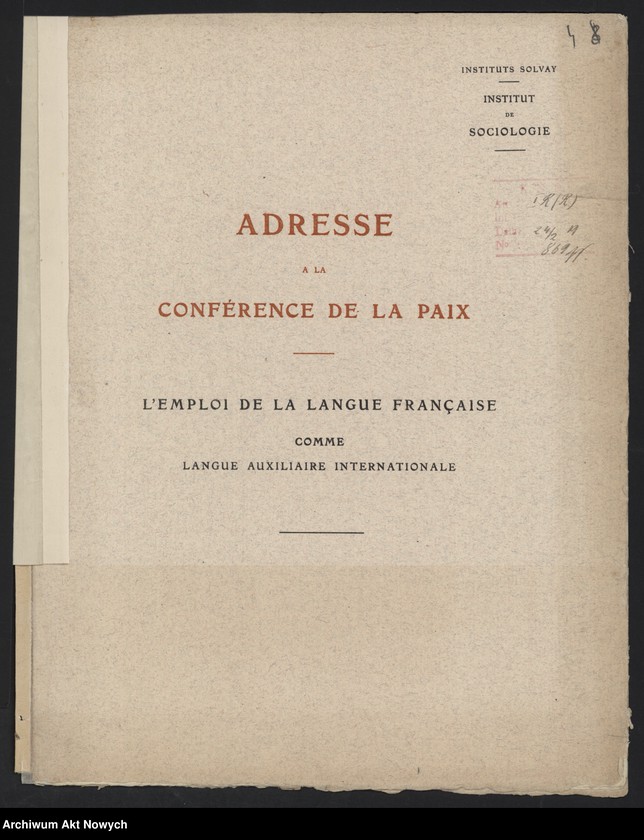 INSTITUTS SOLVAY
INSTITUT
DE
SOCIOLOGIE
ADRESSE
A LA
CONFÉRENCE DE LA PAIX
L'EMPLOI DE LA LANGUE FRANÇAISE
COMME
LANGUE AUXILIAIRE INTERNATIONALE
Archiwum Akt Nowych